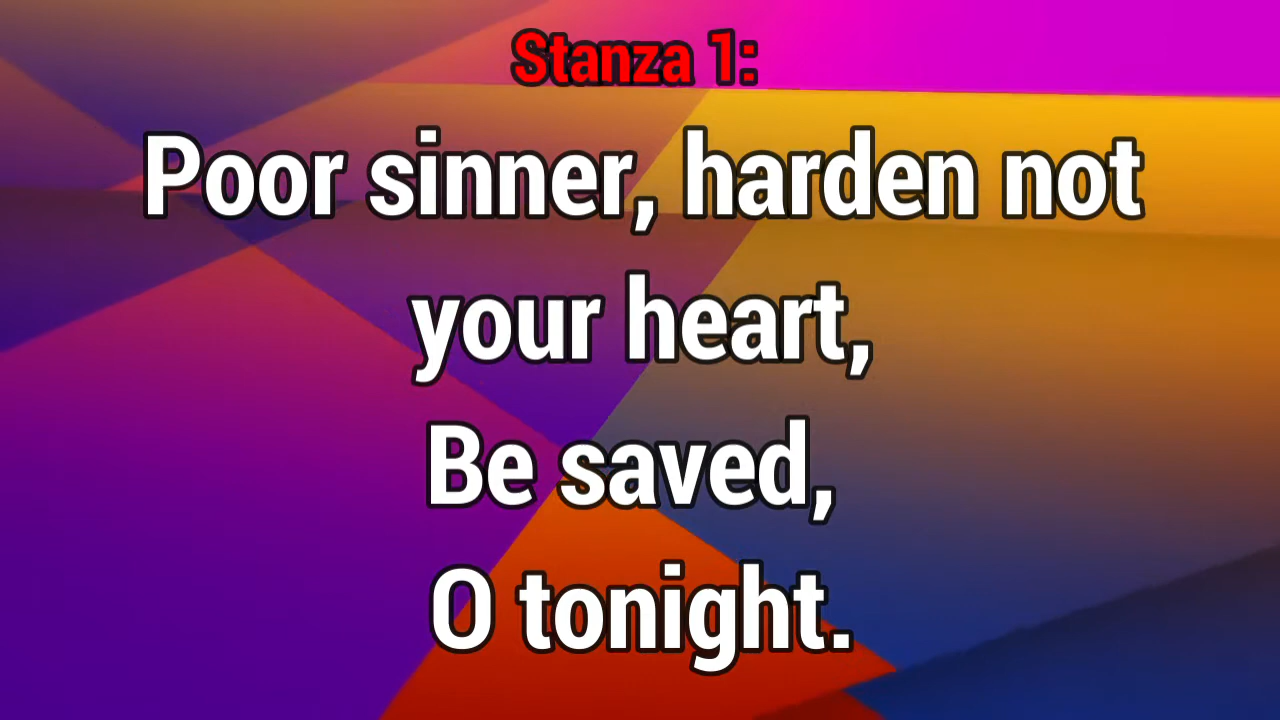 Stanza 1:
Poor sinner, harden not
your heart,
Be saved,
O tonight.